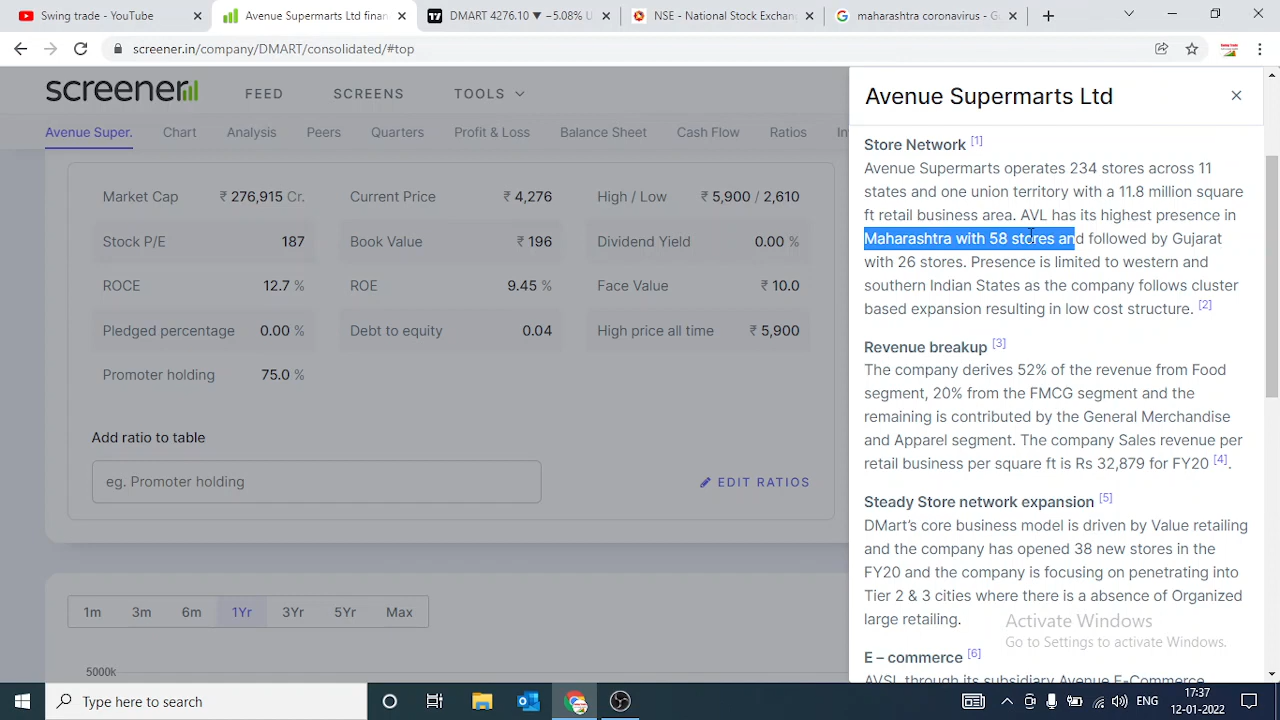 Swing trade - YouTube
Avenue Supermarts Ltd finan
DMART 4276.10 ▼ −5.08% U
NSE - National Stock Exchang
maharashtra coronavirus - G
screener.in/company/DMART/consolidated/#top
screener
FEED
SCREENS
TOOLS
Avenue Super.
Chart
Analysis
Peers
Quarters
Profit & Loss
Balance Sheet
Cash Flow
Ratios
In
Market Cap ₹ 276,915 Cr.
Current Price ₹ 4,276
High / Low ₹ 5,900 / 2,610
Stock P/E 187
Book Value ₹ 196
Dividend Yield 0.00 %
ROCE 12.7 %
ROE 9.45 %
Face Value ₹ 10.0
Pledged percentage 0.00 %
Debt to equity 0.04
High price all time ₹ 5,900
Promoter holding 75.0 %
Add ratio to table
eg. Promoter holding
EDIT RATIOS
1m 3m 6m 1Yr 3Yr 5Yr Max
5000k
Avenue Supermarts Ltd
Store Network [1]
Avenue Supermarts operates 234 stores across 11
states and one union territory with a 11.8 million square
ft retail business area. AVL has its highest presence in
Maharashtra with 58 stores and followed by Gujarat
with 26 stores. Presence is limited to western and
southern Indian States as the company follows cluster
based expansion resulting in low cost structure. [2]
Revenue breakup [3]
The company derives 52% of the revenue from Food
segment, 20% from the FMCG segment and the
remaining is contributed by the General Merchandise
and Apparel segment. The company Sales revenue per
retail business per square ft is Rs 32,879 for FY20 [4].
Steady Store network expansion [5]
DMart's core business model is driven by Value retailing
and the company has opened 38 new stores in the
FY20 and the company is focusing on penetrating into
Tier 2 & 3 cities where there is a absence of Organized
large retailing.
E – commerce [6]
AVSL through its subsidiary Avenue E-Commerce
Activate Windows
Go to Settings to activate Windows.
Type here to search
ENG
17:37
12-01-2022